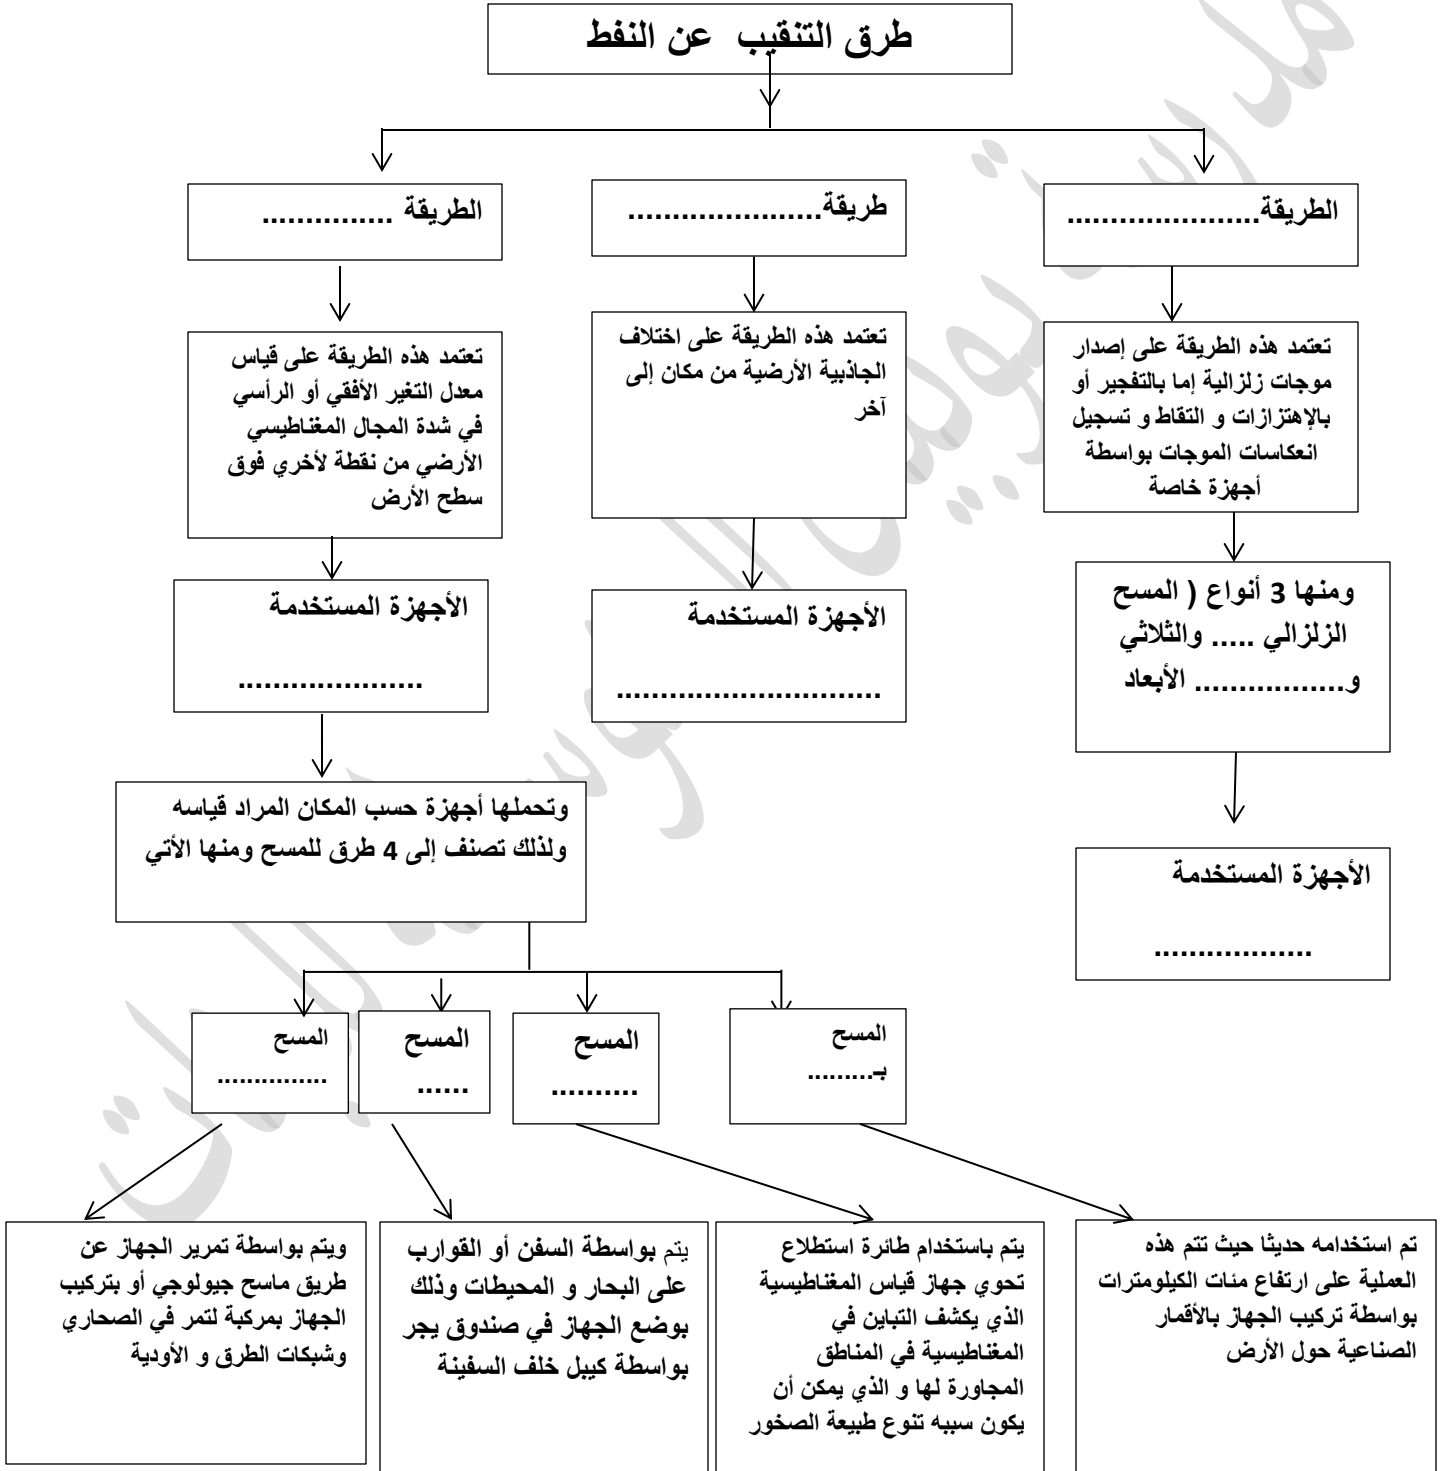 طرق التنقيب عن النفط
الطريقة......................
طريقة......................
الطريقة ...............
تعتمد هذه الطريقة على إصدار
موجات زلزالية إما بالتفجير أو
بالإهتزازات و التقاط و تسجيل
انعكاسات الموجات بواسطة
أجهزة خاصة
تعتمد هذه الطريقة على اختلاف
الجاذبية الأرضية من مكان إلى
آخر
تعتمد هذه الطريقة على قياس
معدل التغير الأفقي أو الرأسي
في شدة المجال المغناطيسي
الأرضي من نقطة لأخري فوق
سطح الأرض
ومنها 3 أنواع ( المسح
الزلزالي ..... والثلاثي
و................. الأبعاد
الأجهزة المستخدمة
..............................
الأجهزة المستخدمة
.....................
الأجهزة المستخدمة
..................
وتحملها أجهزة حسب المكان المراد قياسه
ولذلك تصنف إلى 4 طرق للمسح ومنها الأتي
المسح
بـ.........
المسح
..........
المسح
......
المسح
...............
تم استخدامه حديثا حيث تتم هذه
العملية على ارتفاع مئات الكيلومترات
بواسطة تركيب الجهاز بالأقمار
الصناعية حول الأرض
يتم باستخدام طائرة استطلاع
تحوي جهاز قياس المغناطيسية
الذي يكشف التباين في
المغناطيسية في المناطق
المجاورة لها و الذي يمكن أن
يكون سببه تنوع طبيعة الصخور
يتم بواسطة السفن أو القوارب
على البحار و المحيطات وذلك
بوضع الجهاز في صندوق يجر
بواسطة كيبل خلف السفينة
ويتم بواسطة تمرير الجهاز عن
طريق ماسح جيولوجي أو بتركيب
الجهاز بمركبة لتمر في الصحاري
وشبكات الطرق و الأودية